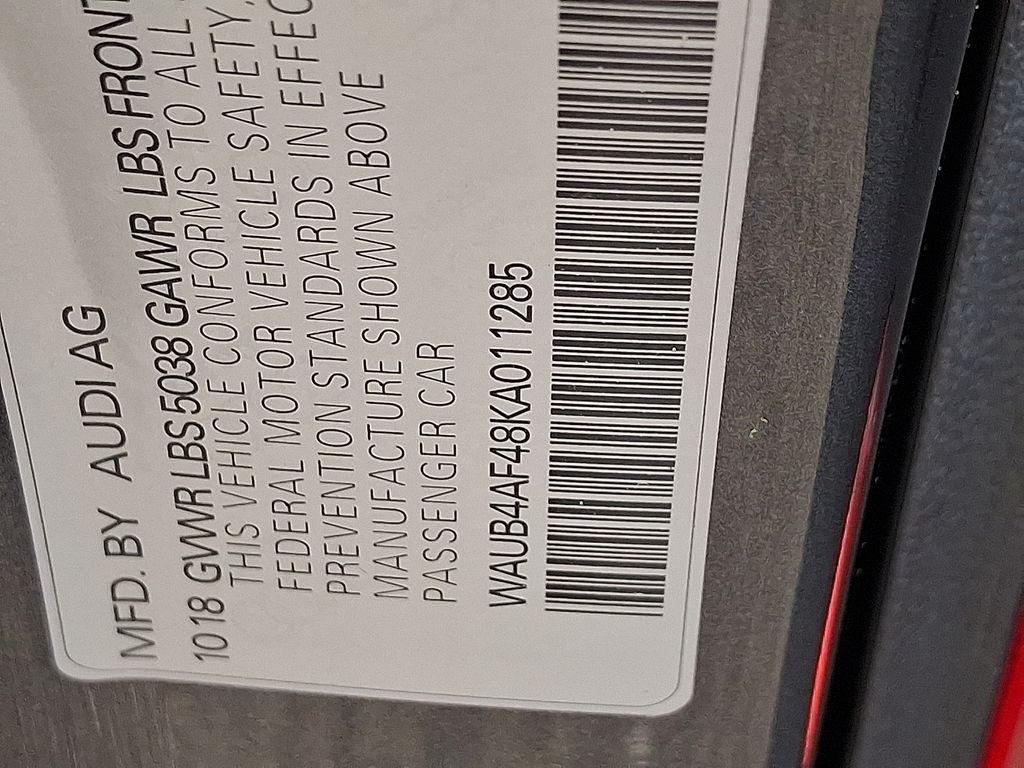 MFD. BY AUDI AG
1018 GWVR LBS 5038 GAWR LBS FRONT
THIS VEHICLE CONFORMS TO ALL
FEDERAL MOTOR VEHICLE SAFETY,
PREVENTION STANDARDS IN EFFEC
MANUFACTURE SHOWN ABOVE
PASSENGER CAR
WAUB4AF48KA011285